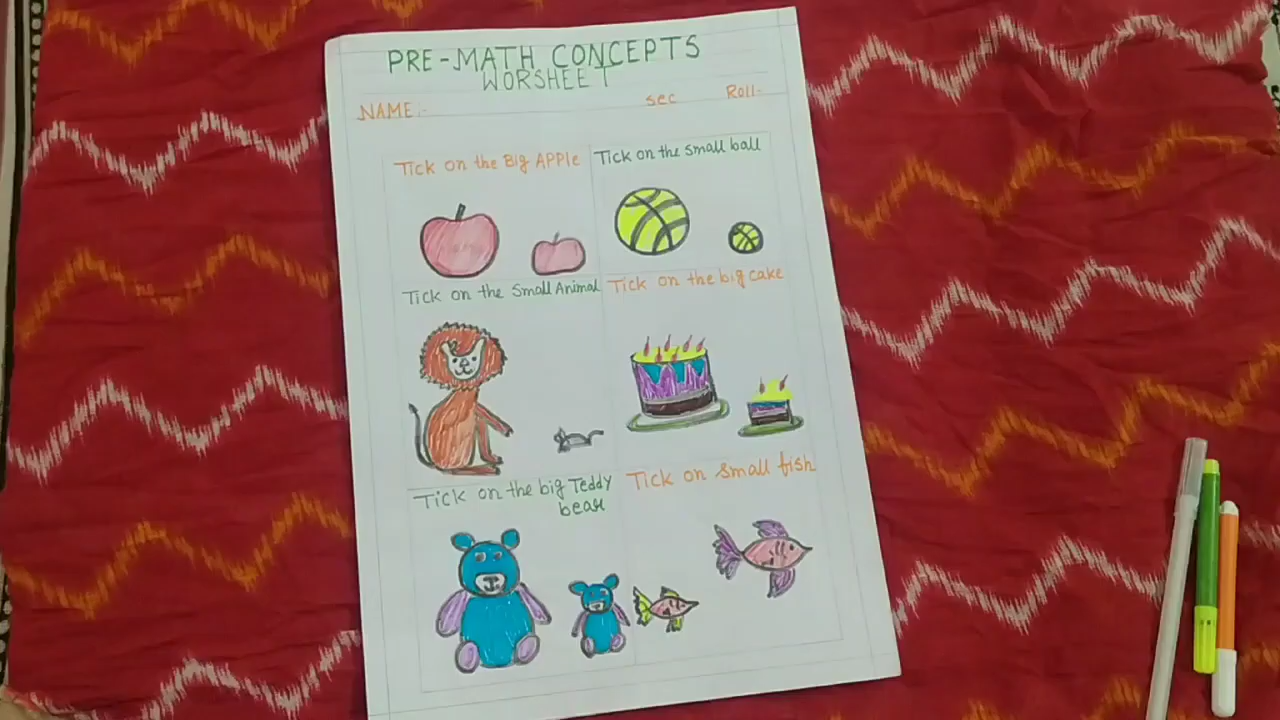 PRE-MATH CONCEPTS
WORSHEET
NAME:- sec Roll-
Tick on the Big APPle
Tick on the small ball
Tick on the Small Animal
Tick on the big cake
Tick on the big Teddy
bear
Tick on small fish